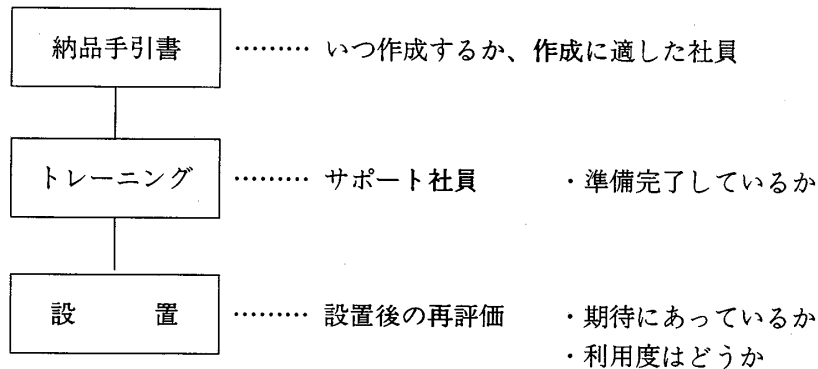 納品手引書 ……… いつ作成するか、作成に適した社員
トレーニング ……… サポート社員 ・準備完了しているか
設 置 ……… 設置後の再評価 ・期待にあっているか
・利用度はどうか